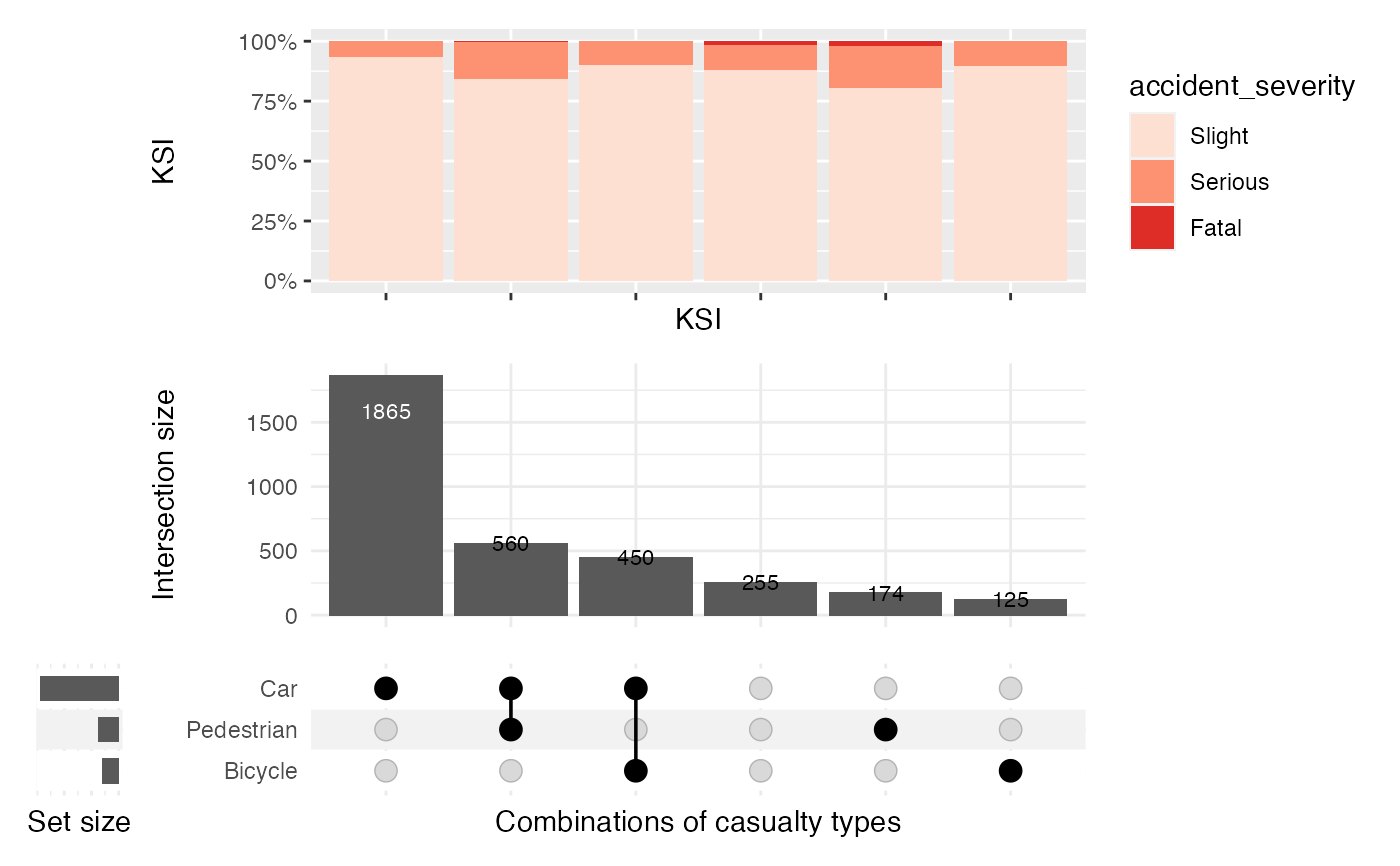 100%
75%
50%
25%
0%
KSI
KSI
accident_severity
Slight
Serious
Fatal
1500
1000
500
0
Intersection size
1865
560
450
255
174
125
Car
Pedestrian
Bicycle
Set size
Combinations of casualty types